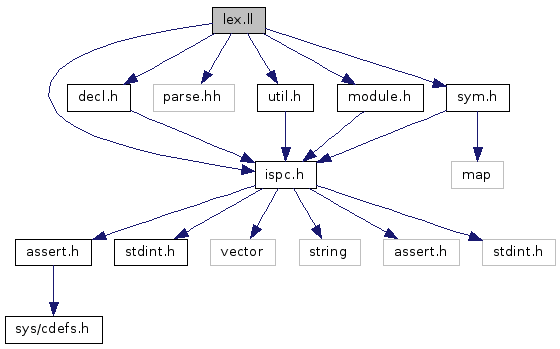 lex.ll
decl.h
parse.hh
util.h
module.h
sym.h
ispc.h
map
assert.h
stdint.h
vector
string
assert.h
stdint.h
sys/cdefs.h